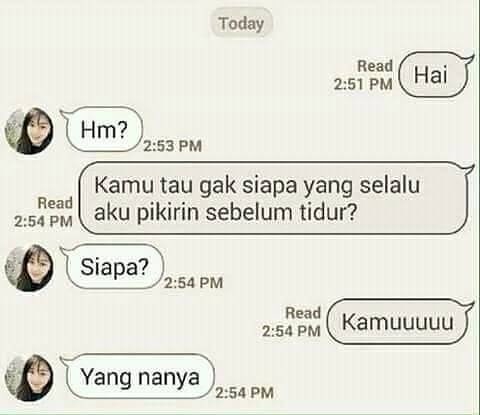 Today
Read
2:51 PM
Hai
Hm?
2:53 PM
Kamu tau gak siapa yang selalu
aku pikirin sebelum tidur?
Read
2:54 PM
Siapa?
2:54 PM
Read
2:54 PM
Kamuuuuu
Yang nanya
2:54 PM